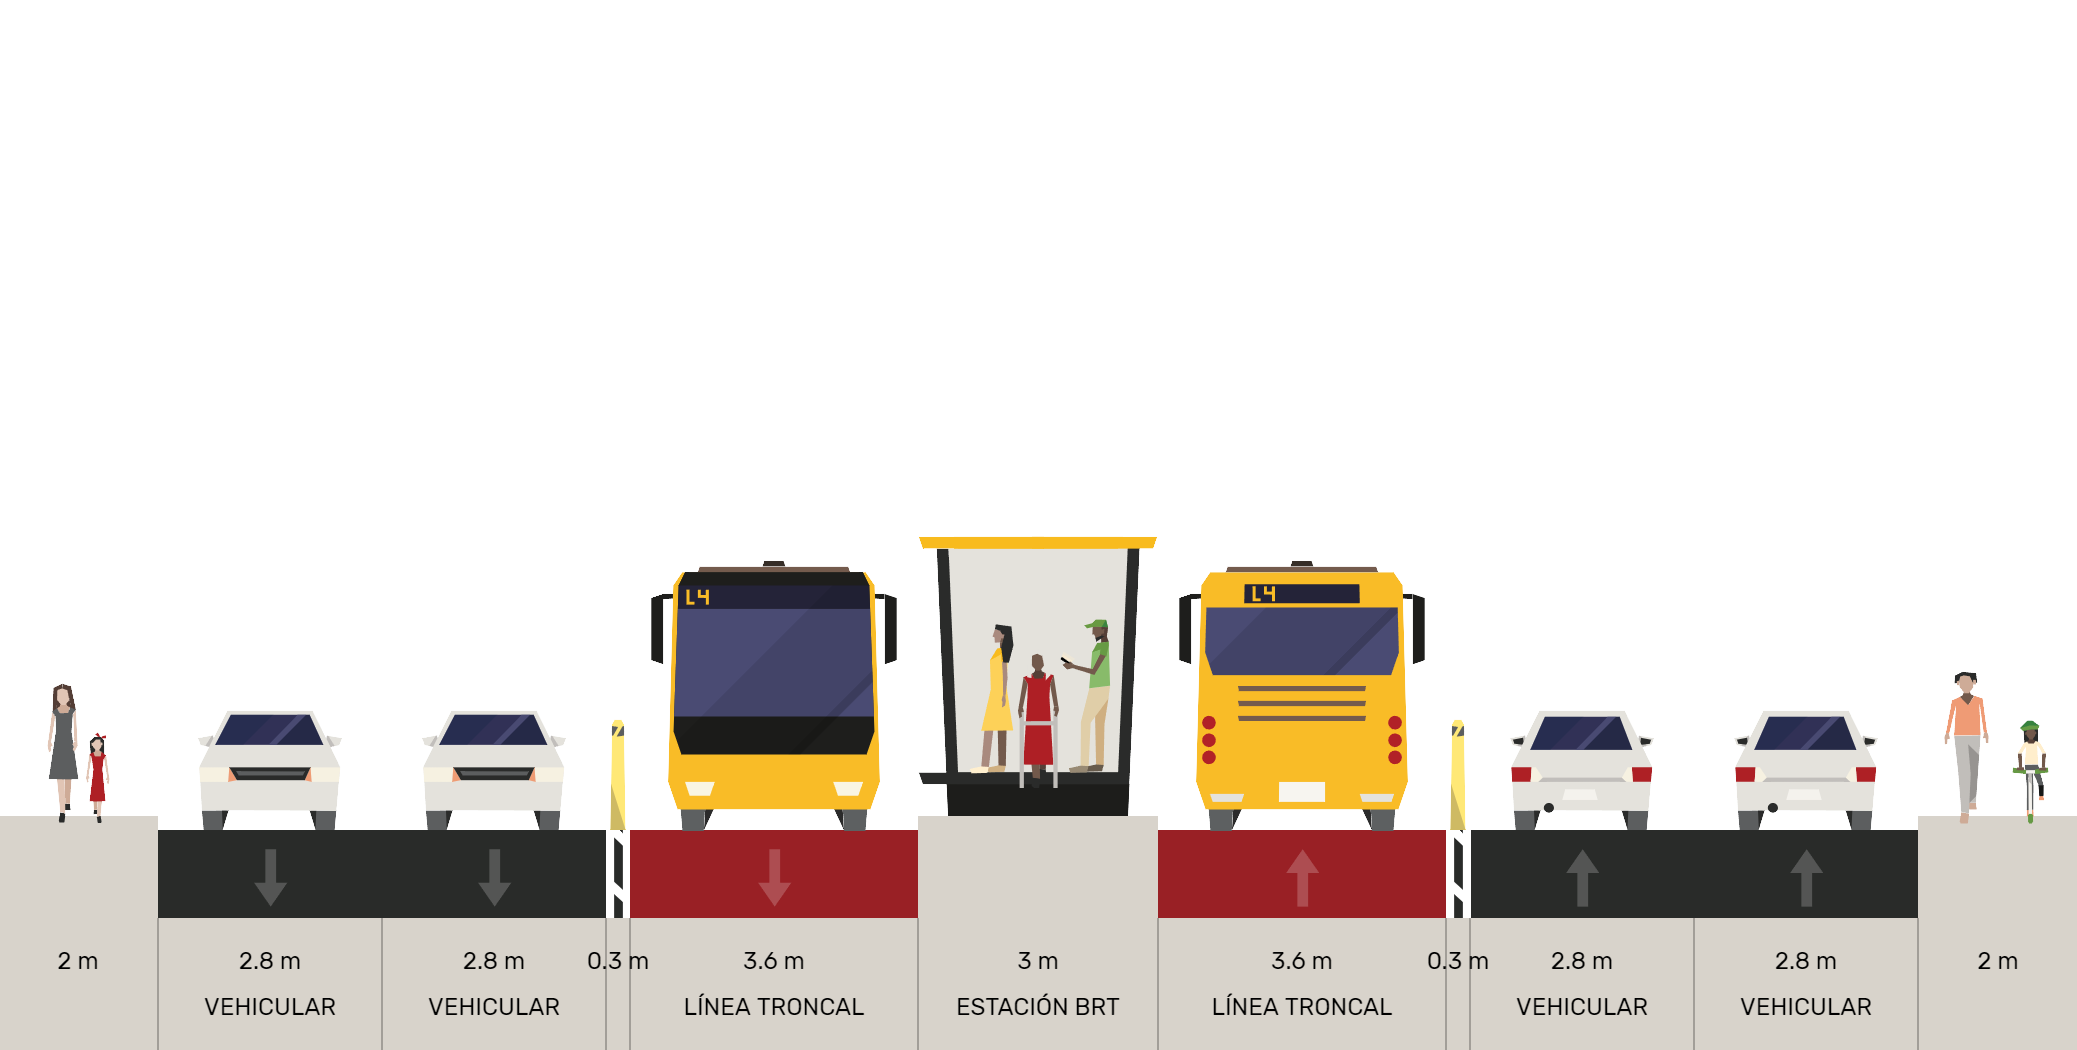 L4
L4
2 m
2.8 m
2.8 m
0.3 m
3.6 m
3 m
3.6 m
0.3 m
2.8 m
2.8 m
2 m
VEHICULAR
VEHICULAR
LÍNEA TRONCAL
ESTACIÓN BRT
LÍNEA TRONCAL
VEHICULAR
VEHICULAR